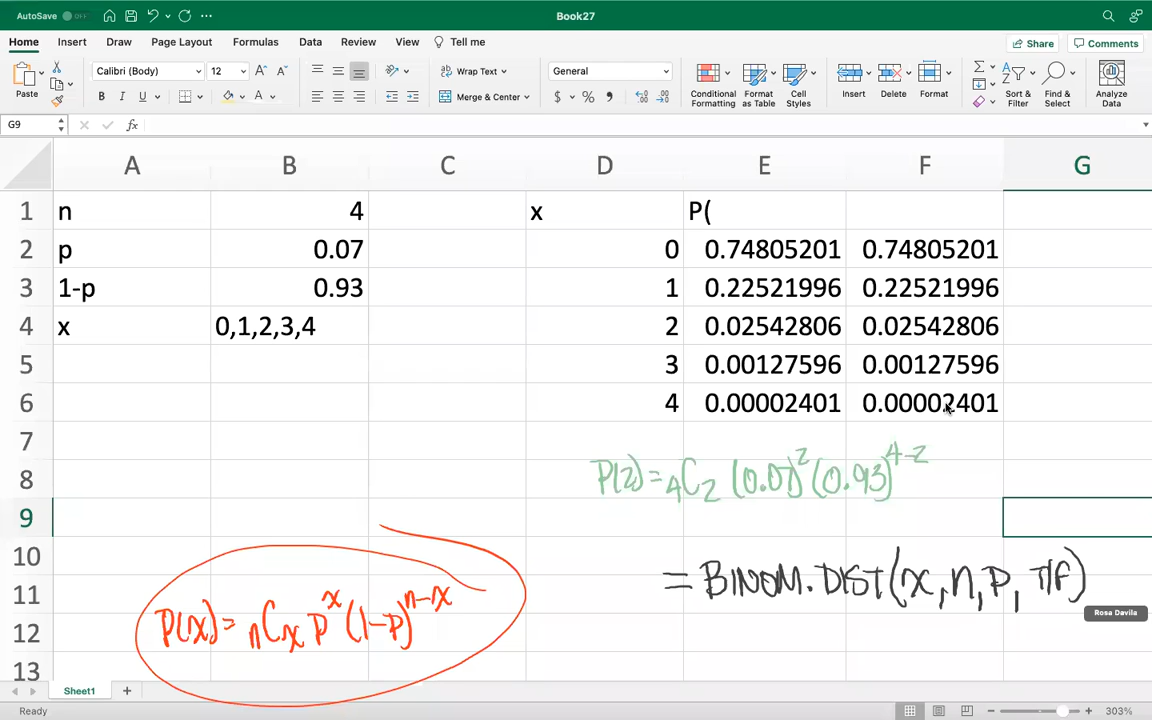 AutoSave OFF Book27
Home Insert Draw Page Layout Formulas Data Review View Tell me Share Comments
Paste Calibri (Body) 12 Wrap Text General
B I U A Merge & Center $ % Conditional Formatting Format as Table Cell Styles Insert Delete Format Sort & Filter Find & Select Analyze Data
G9 fx
A B C D E F G
1 n 4 x P(
2 p 0.07 0 0.74805201 0.74805201
3 1-p 0.93 1 0.22521996 0.22521996
4 x 0,1,2,3,4 2 0.02542806 0.02542806
5 3 0.00127596 0.00127596
6 4 0.00002401 0.00002401
7
8 P(2)=₄C₂ (0.07)²(0.93)⁴⁻²
9
10
= BINOM.DIST(x,n,p,T/F)
11
Rosa Davila
12 P(x)= ₙCₓ pˣ (1-p)ⁿ⁻ˣ
13
Sheet1 +
Ready 303%